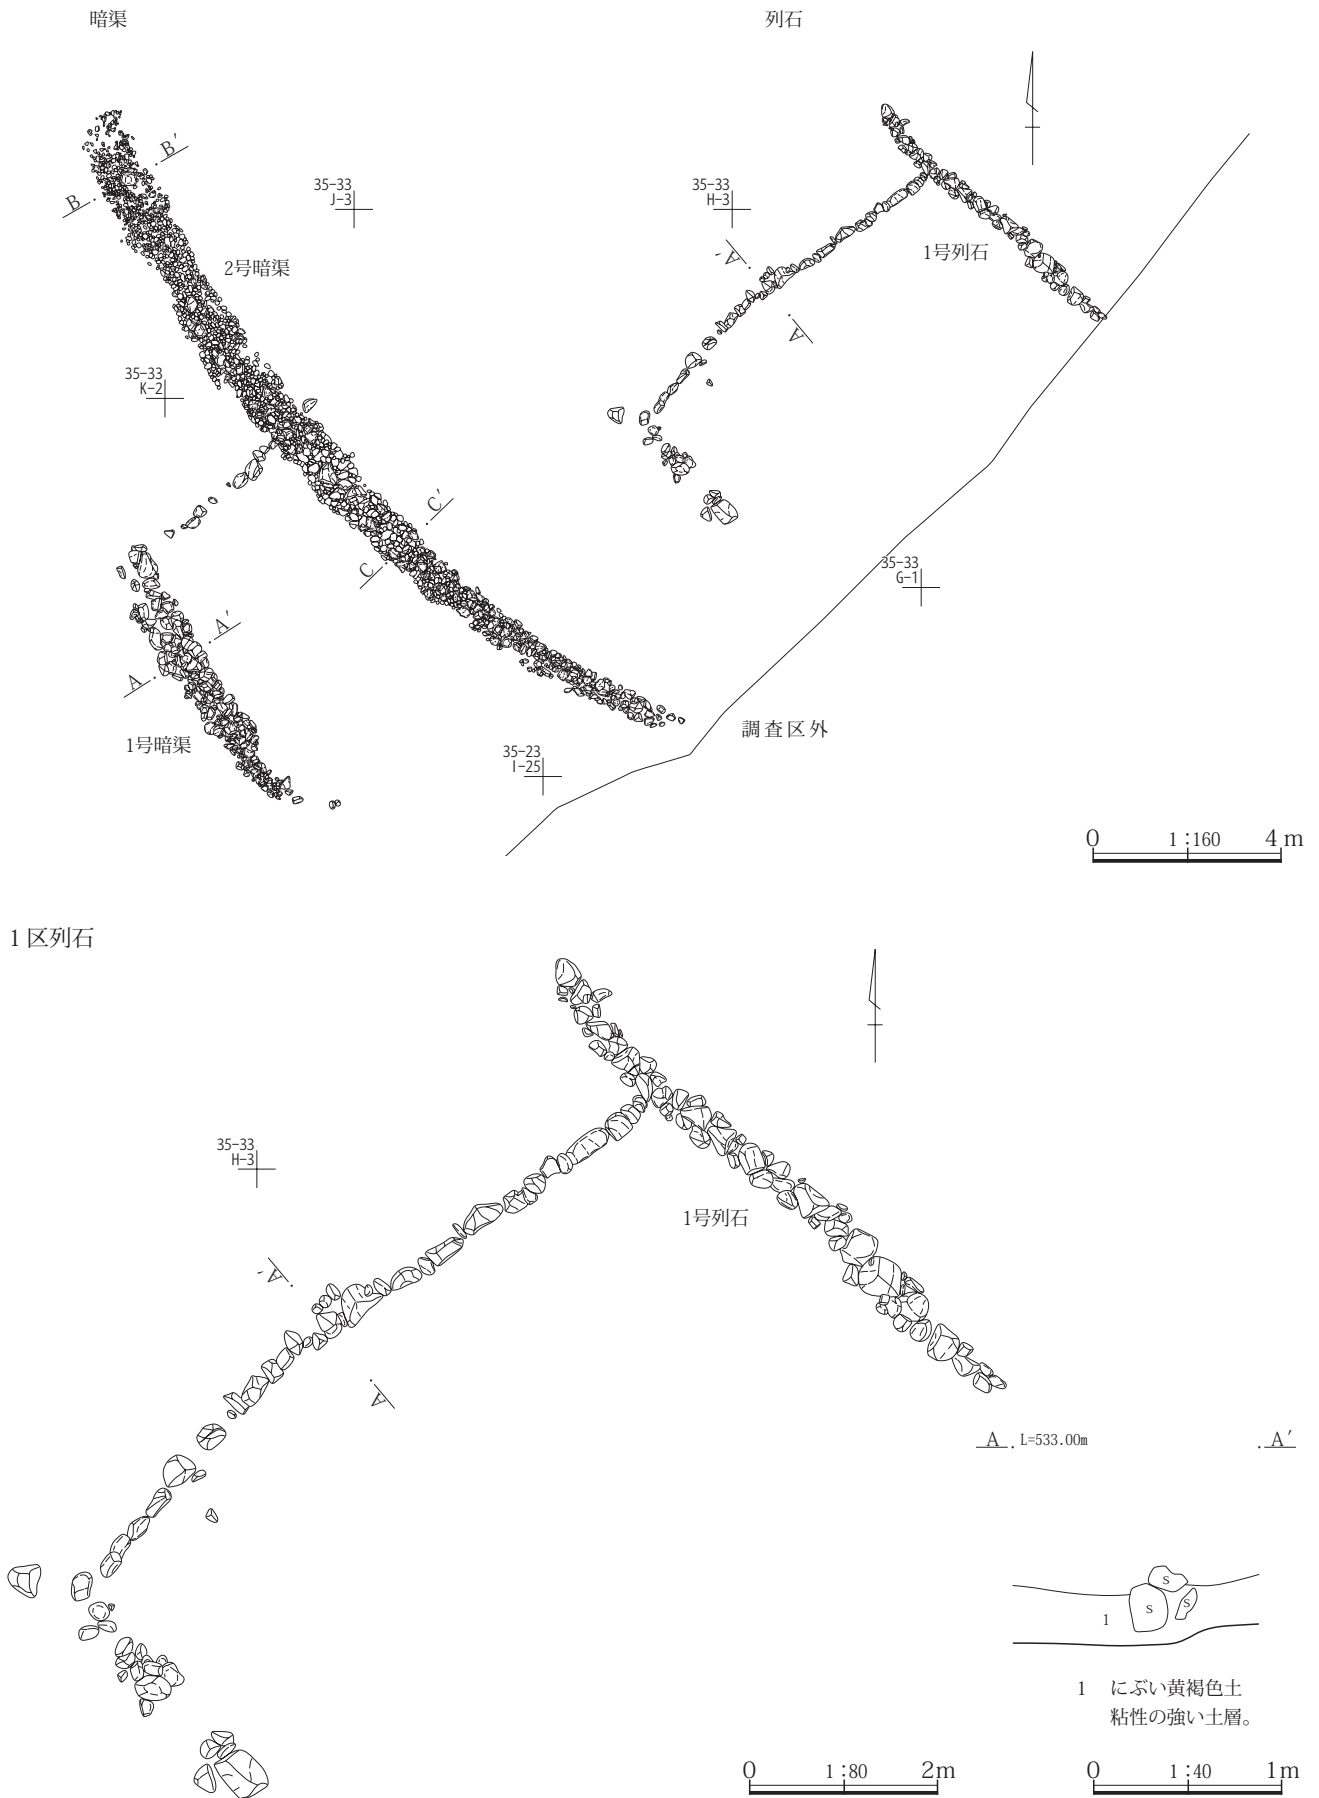 暗渠
列石
B′
B
35-33
J-3
35-33
H-3
2号暗渠
1号列石
A′
A
35-33
K-2
C′
C
35-33
G-1
A′
A
1号暗渠
調査区外
35-23
I-25
0 1:160 4m
1区列石
35-33
H-3
1号列石
A′
A
A L=533.00m A′
S
S
S
1
1 にぶい黄褐色土
粘性の強い土層。
0 1:80 2m
0 1:40 1m